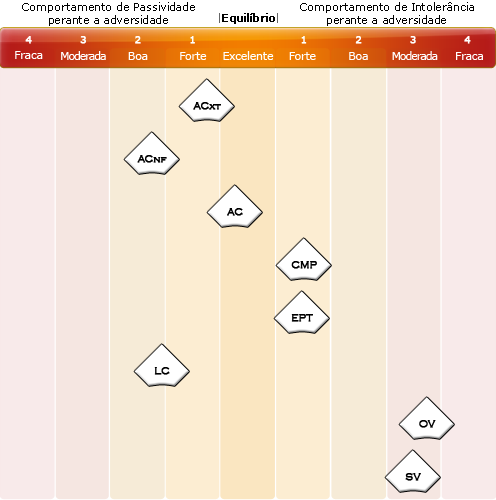 Comportamento de Passividade
perante a adversidade
|Equilíbrio|
Comportamento de Intolerância
perante a adversidade
4 3 2 1 1 2 3 4
Fraca Moderada Boa Forte Excelente Forte Boa Moderada Fraca
ACXT
ACNF
AC
CMP
EPT
LC
OV
SV